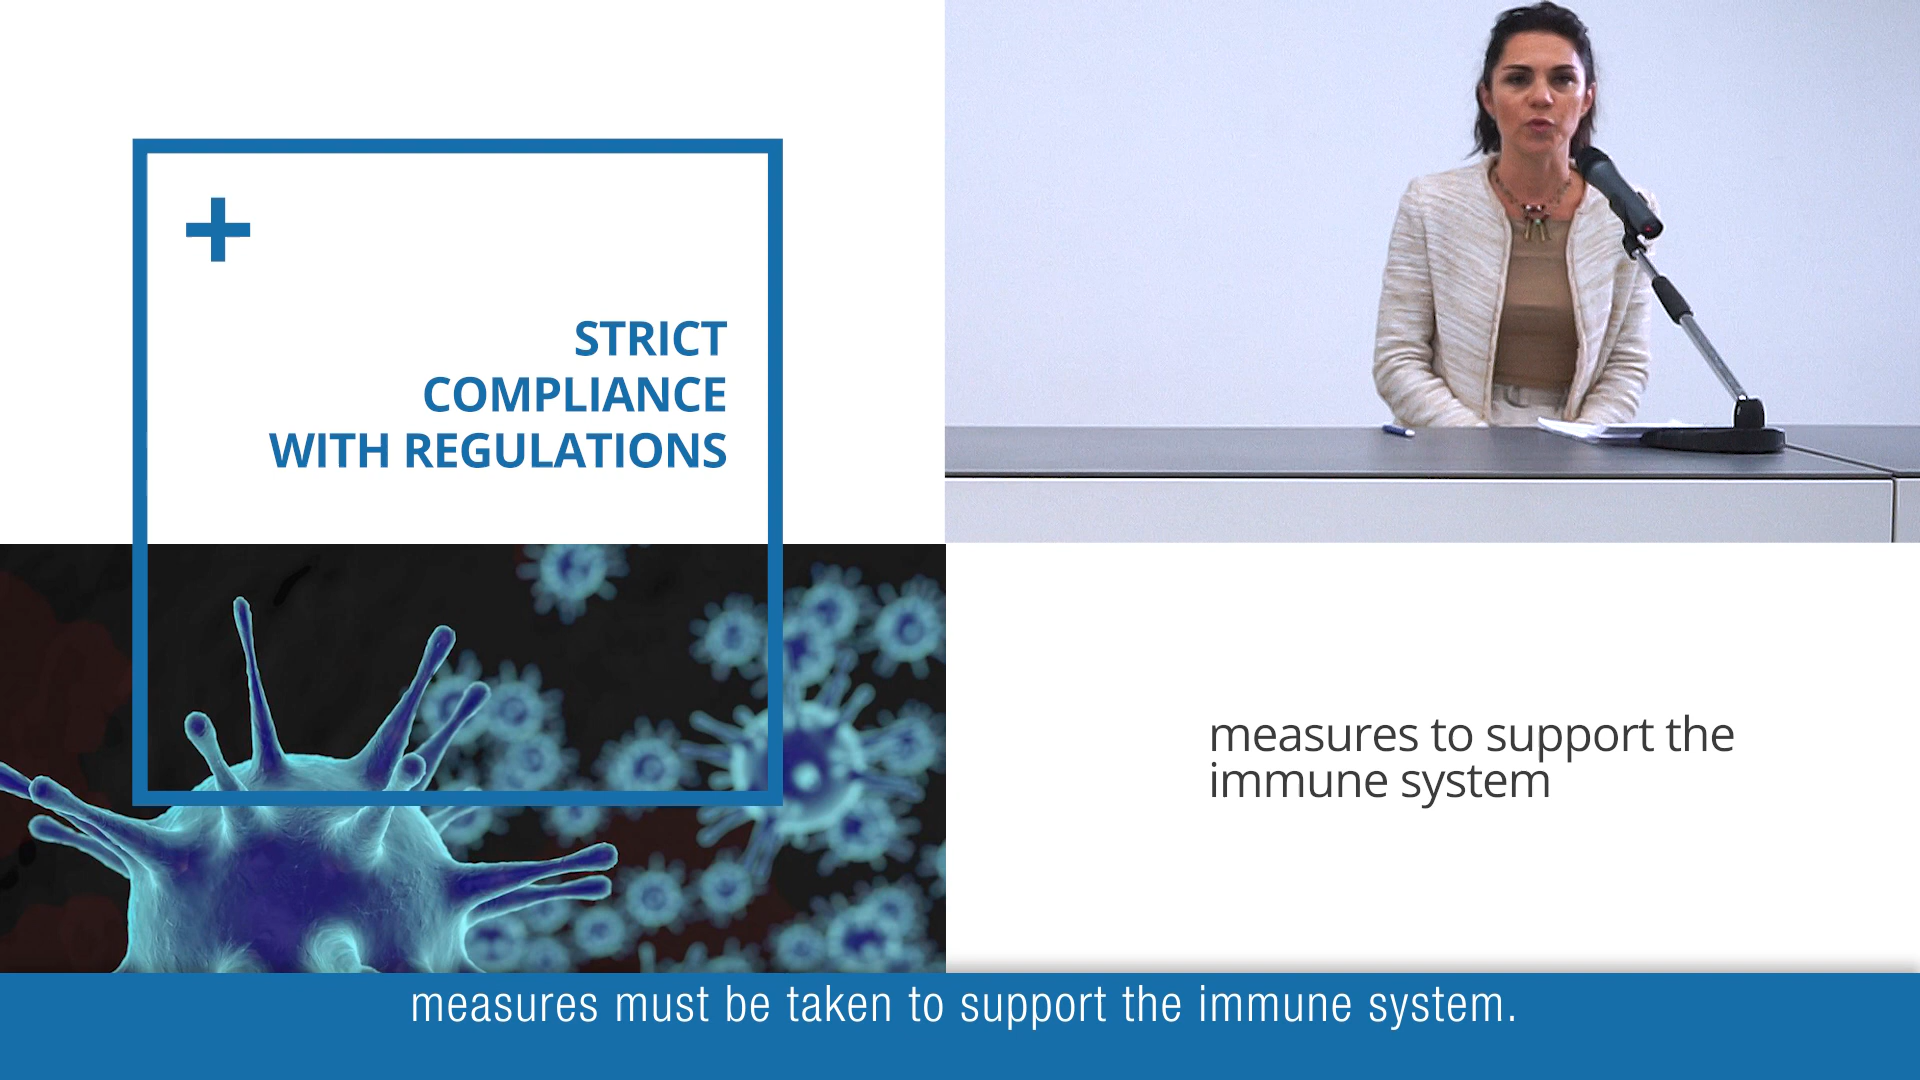 STRICT
COMPLIANCE
WITH REGULATIONS
measures to support the
immune system
measures must be taken to support the immune system.